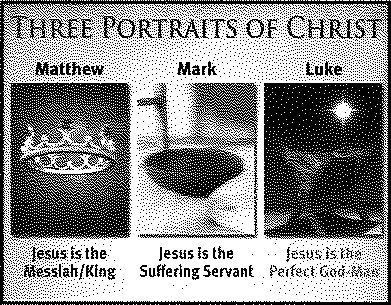 THREE PORTRAITS OF CHRIST
Matthew Mark Luke
Jesus is the Jesus is the Jesus is the
Messiah/King Suffering Servant Perfect God-Man